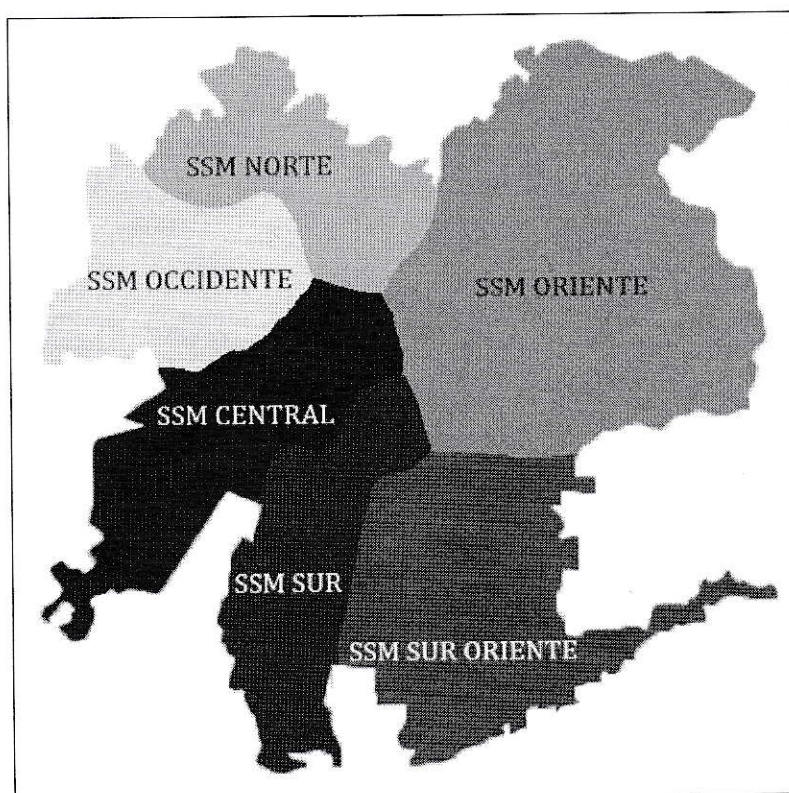 SSM NORTE
SSM OCCIDENTE
SSM ORIENTE
SSM CENTRAL
SSM SUR
SSM SUR ORIENTE